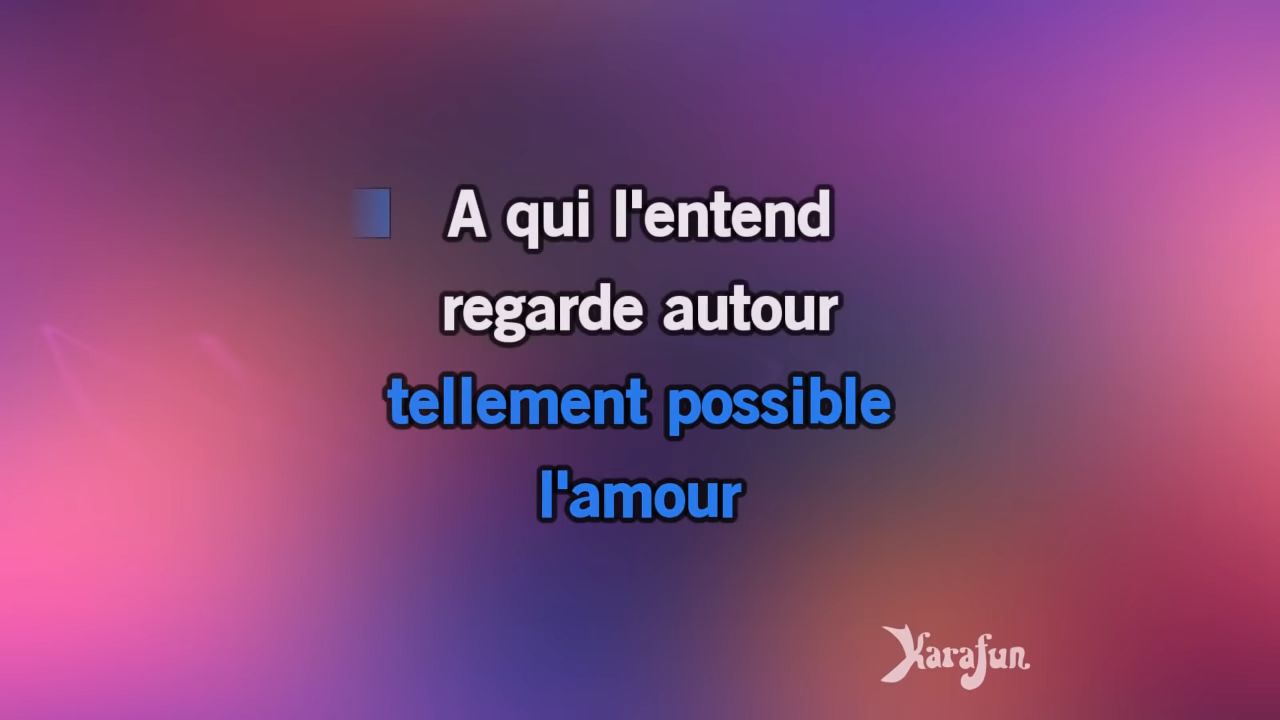 A qui l'entend
regarde autour
tellement possible
l'amour
Karafun